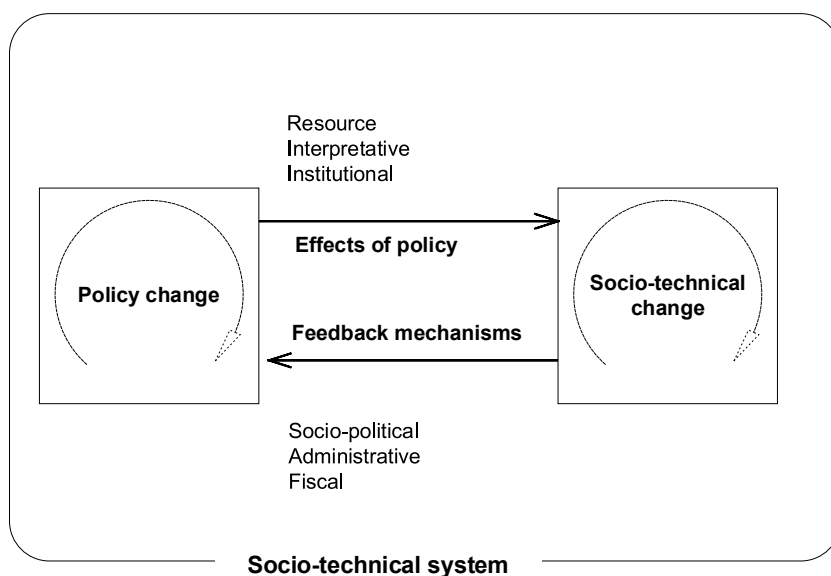 Resource
Interpretative
Institutional
Effects of policy
Policy change
Socio-technical
change
Feedback mechanisms
Socio-political
Administrative
Fiscal
Socio-technical system